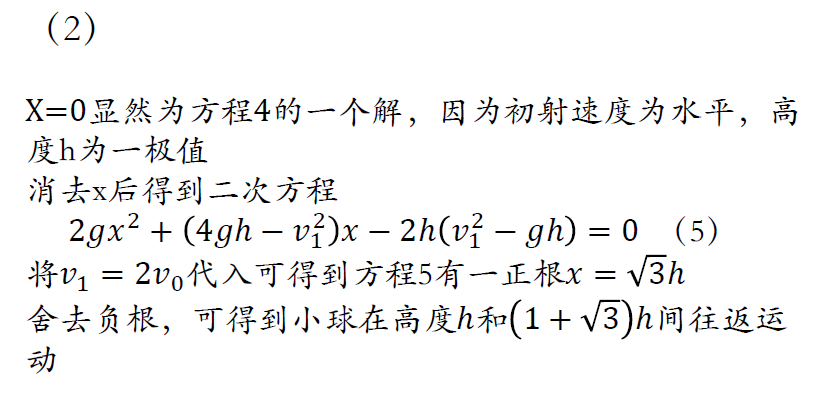 （2）
X=0显然为方程4的一个解，因为初射速度为水平，高
度h为一极值
消去x后得到二次方程
2gx² + (4gh − v₁²)x − 2h(v₁² − gh) = 0 （5）
将v₁ = 2v₀代入可得到方程5有一正根x = √3h
舍去负根，可得到小球在高度h和(1 + √3)h间往返运
动